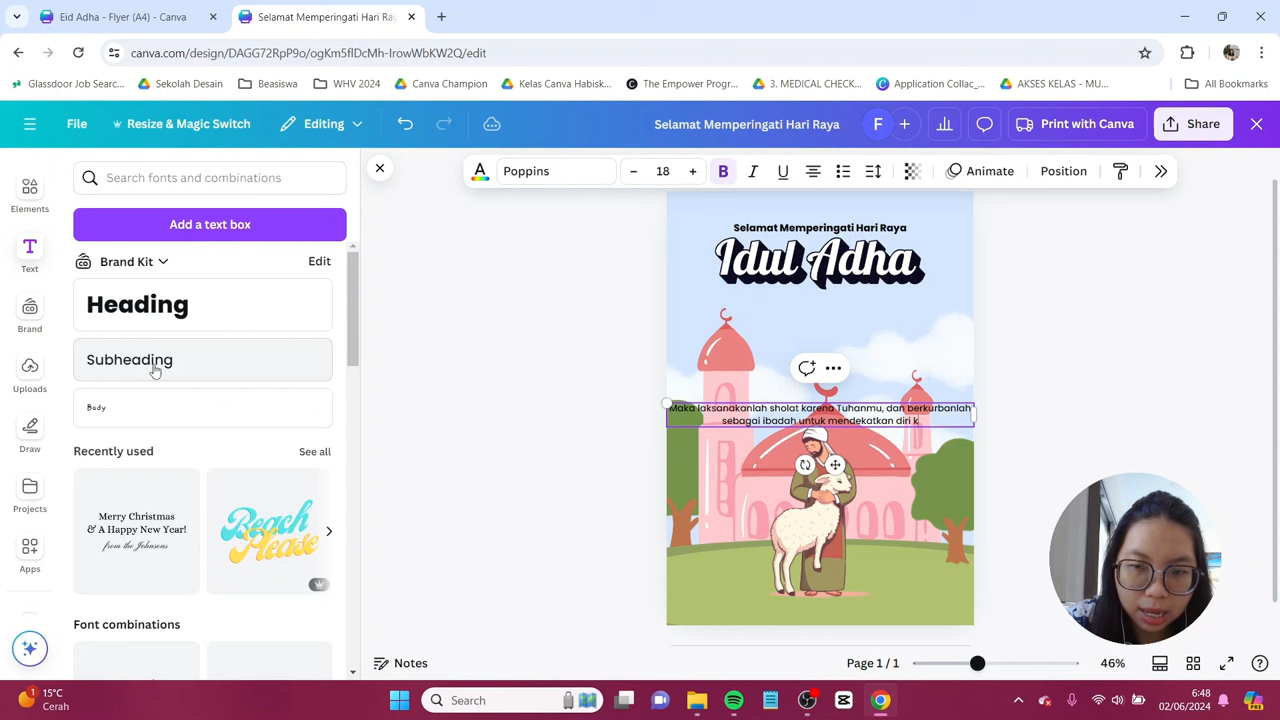 Eid Adha - Flyer (A4) - Canva
Selamat Memperingati Hari Ray
canva.com/design/DAGG72RpP9o/ogKm5flDcMh-IrowWbKW2Q/edit
Glassdoor Job Searc...
Sekolah Desain
Beasiswa
WHV 2024
Canva Champion
Kelas Canva Habisk...
The Empower Progr...
3. MEDICAL CHECK...
Application Collac_...
AKSES KELAS - MU...
All Bookmarks
File
Resize & Magic Switch
Editing
Selamat Memperingati Hari Raya
F
Print with Canva
Share
Search fonts and combinations
A
Poppins
18
B
I
U
Animate
Position
Elements
Text
Brand
Uploads
Draw
Projects
Apps
Add a text box
Brand Kit
Edit
Heading
Subheading
Body
Recently used
See all
Merry Christmas
& A Happy New Year!
from the Johnsons
Beach
Please
Font combinations
Selamat Memperingati Hari Raya
Idul Adha
Maka laksanakanlah sholat karena Tuhanmu, dan berkurbanlah
sebagai ibadah untuk mendekatkan diri k
Notes
Page 1 / 1
46%
1
15°C
Cerah
Search
6:48
02/06/2024